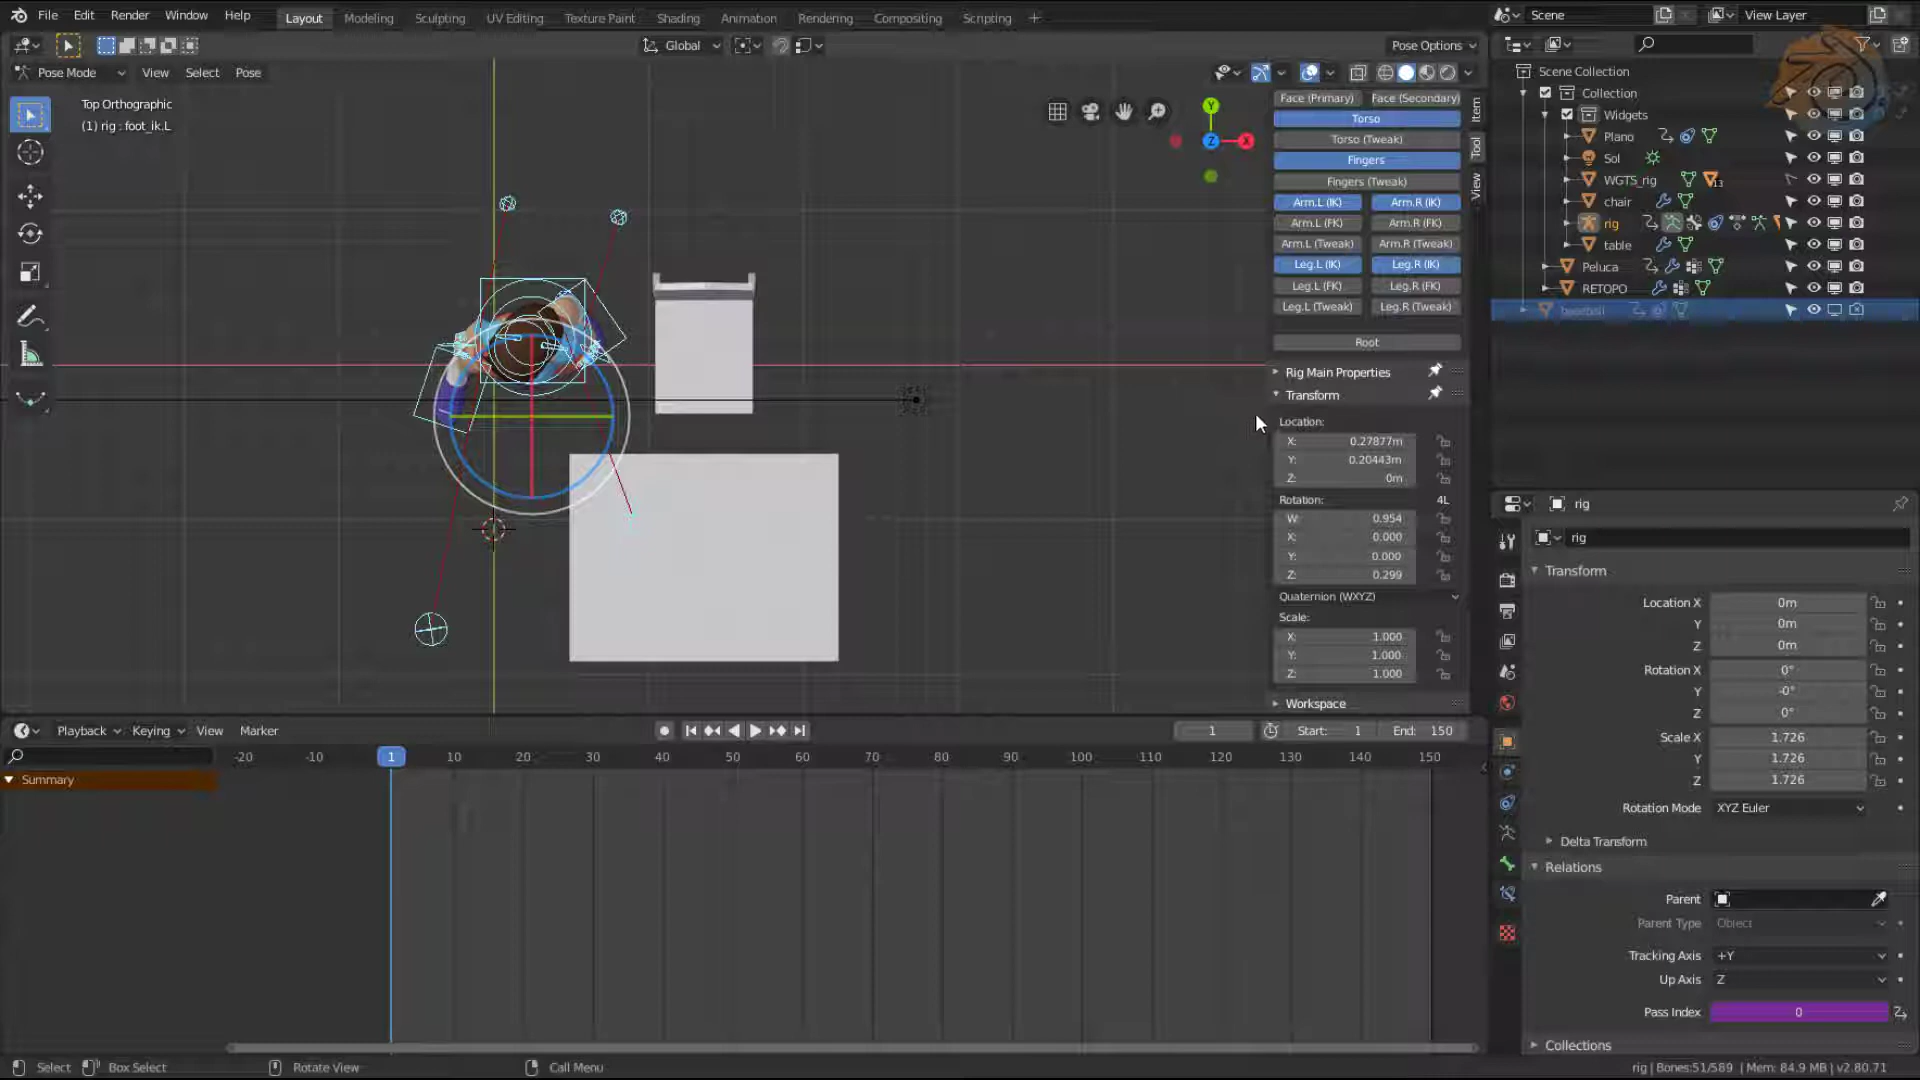 File Edit Render Window Help Layout Modeling Sculpting UV Editing Texture Paint Shading Animation Rendering Compositing Scripting + Scene View Layer
Global Pose Options
Pose Mode View Select Pose
Top Orthographic
(1) rig : foot_ik.L
Y
Z X
Face (Primary) Face (Secondary)
Torso
Torso (Tweak)
Fingers
Fingers (Tweak)
Arm.L (IK) Arm.R (IK)
Arm.L (FK) Arm.R (FK)
Arm.L (Tweak) Arm.R (Tweak)
Leg.L (IK) Leg.R (IK)
Leg.L (FK) Leg.R (FK)
Leg.L (Tweak) Leg.R (Tweak)
Root
Rig Main Properties
Transform
Location:
X: 0.27877m
Y: 0.20443m
Z: 0m
Rotation: 4L
W: 0.954
X: 0.000
Y: 0.000
Z: 0.299
Quaternion (WXYZ)
Scale:
X: 1.000
Y: 1.000
Z: 1.000
Workspace
Item
Tool
View
Scene Collection
Collection
Widgets
Plano
Sol
WGTS_rig 13
chair
rig
table
Peluca
RETOPO
rig
rig
Transform
Location X 0m
Y 0m
Z 0m
Rotation X 0°
Y -0°
Z 0°
Scale X 1.726
Y 1.726
Z 1.726
Rotation Mode XYZ Euler
Delta Transform
Relations
Parent
Parent Type Object
Tracking Axis +Y
Up Axis Z
Pass Index 0
Collections
Playback Keying View Marker 1 Start: 1 End: 150
-20 -10 1 10 20 30 40 50 60 70 80 90 100 110 120 130 140 150
Summary
Select Box Select Rotate View Call Menu rig | Bones:51/589 | Mem: 84.9 MB | v2.80.71